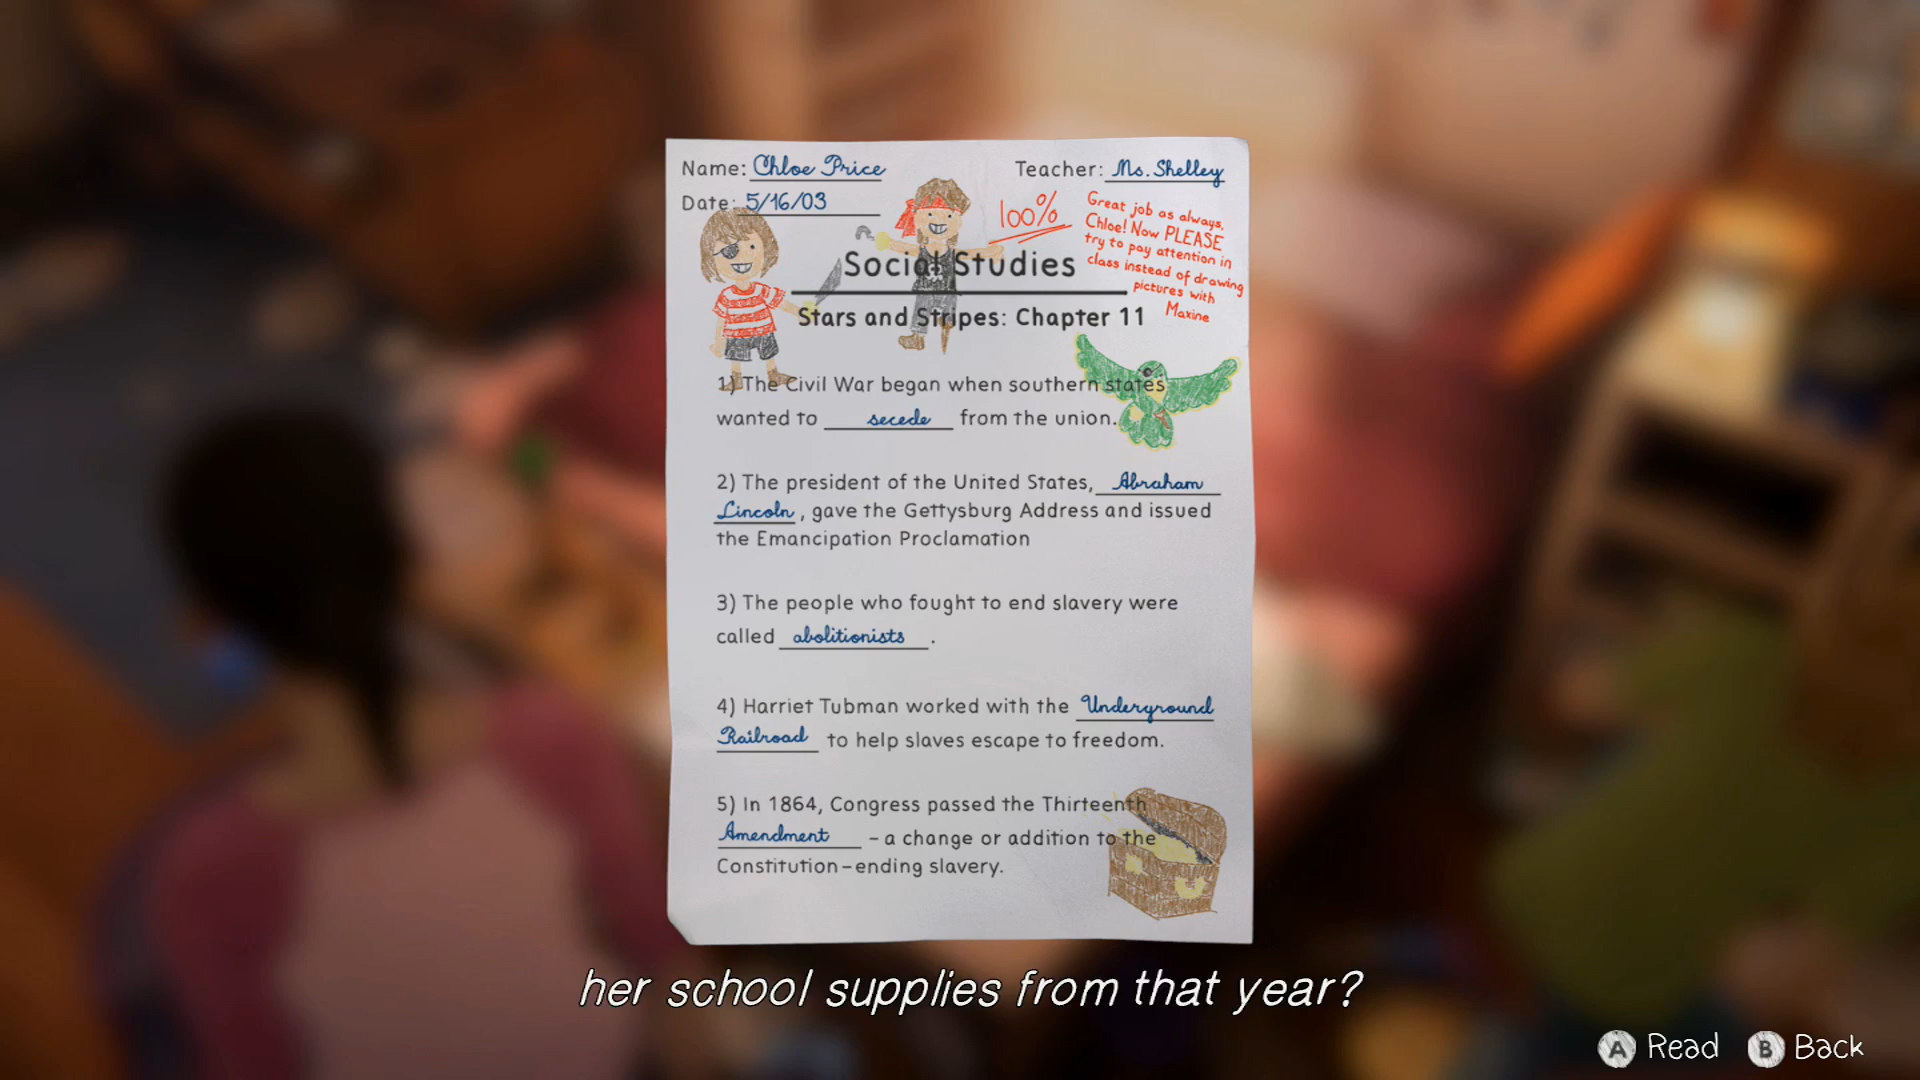 Name: Chloe Price
Teacher: Ms. Shelley
Date: 5/16/03
100%
Great job as always,
Chloe! Now PLEASE
try to pay attention in
class instead of drawing
pictures with
Maxine
Social Studies
Stars and Stripes: Chapter 11
1) The Civil War began when southern states
wanted to secede from the union.
2) The president of the United States, Abraham
Lincoln, gave the Gettysburg Address and issued
the Emancipation Proclamation
3) The people who fought to end slavery were
called abolitionists.
4) Harriet Tubman worked with the Underground
Railroad to help slaves escape to freedom.
5) In 1864, Congress passed the Thirteenth
Amendment – a change or addition to the
Constitution – ending slavery.
her school supplies from that year?
A Read B Back